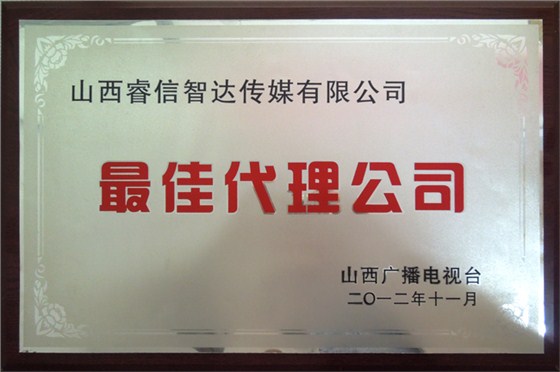 山西睿信智达传媒有限公司
最佳代理公司
山西广播电视台
二〇一二年十一月